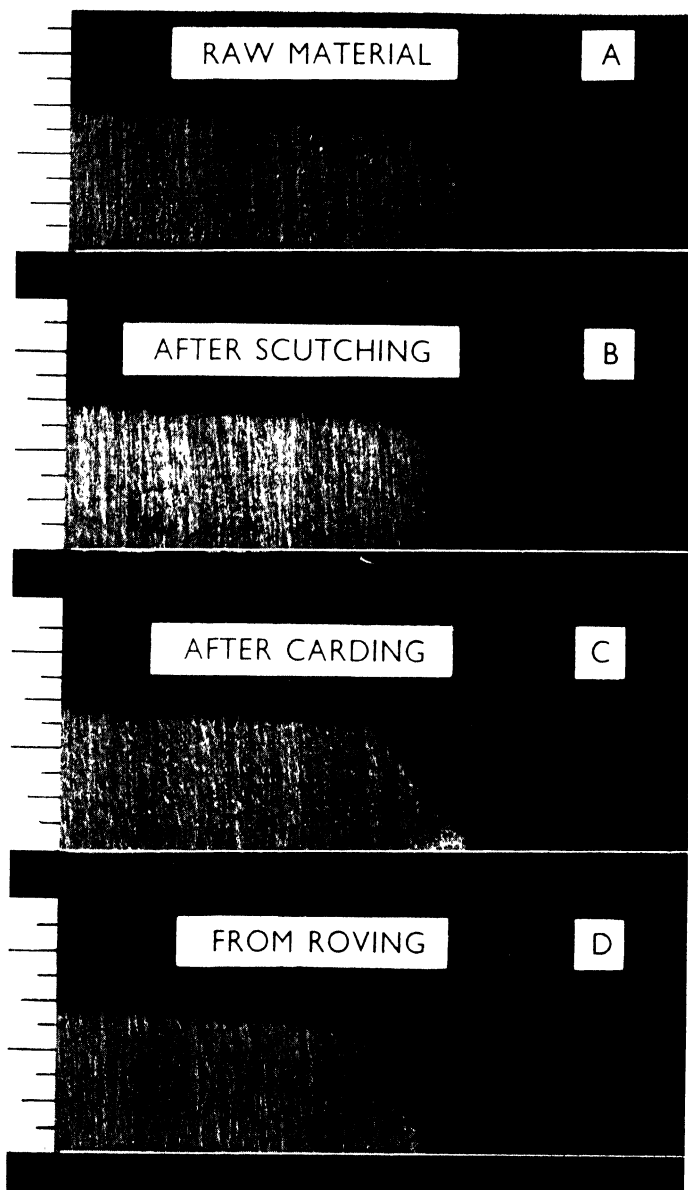 RAW MATERIAL A
AFTER SCUTCHING B
AFTER CARDING C
FROM ROVING D